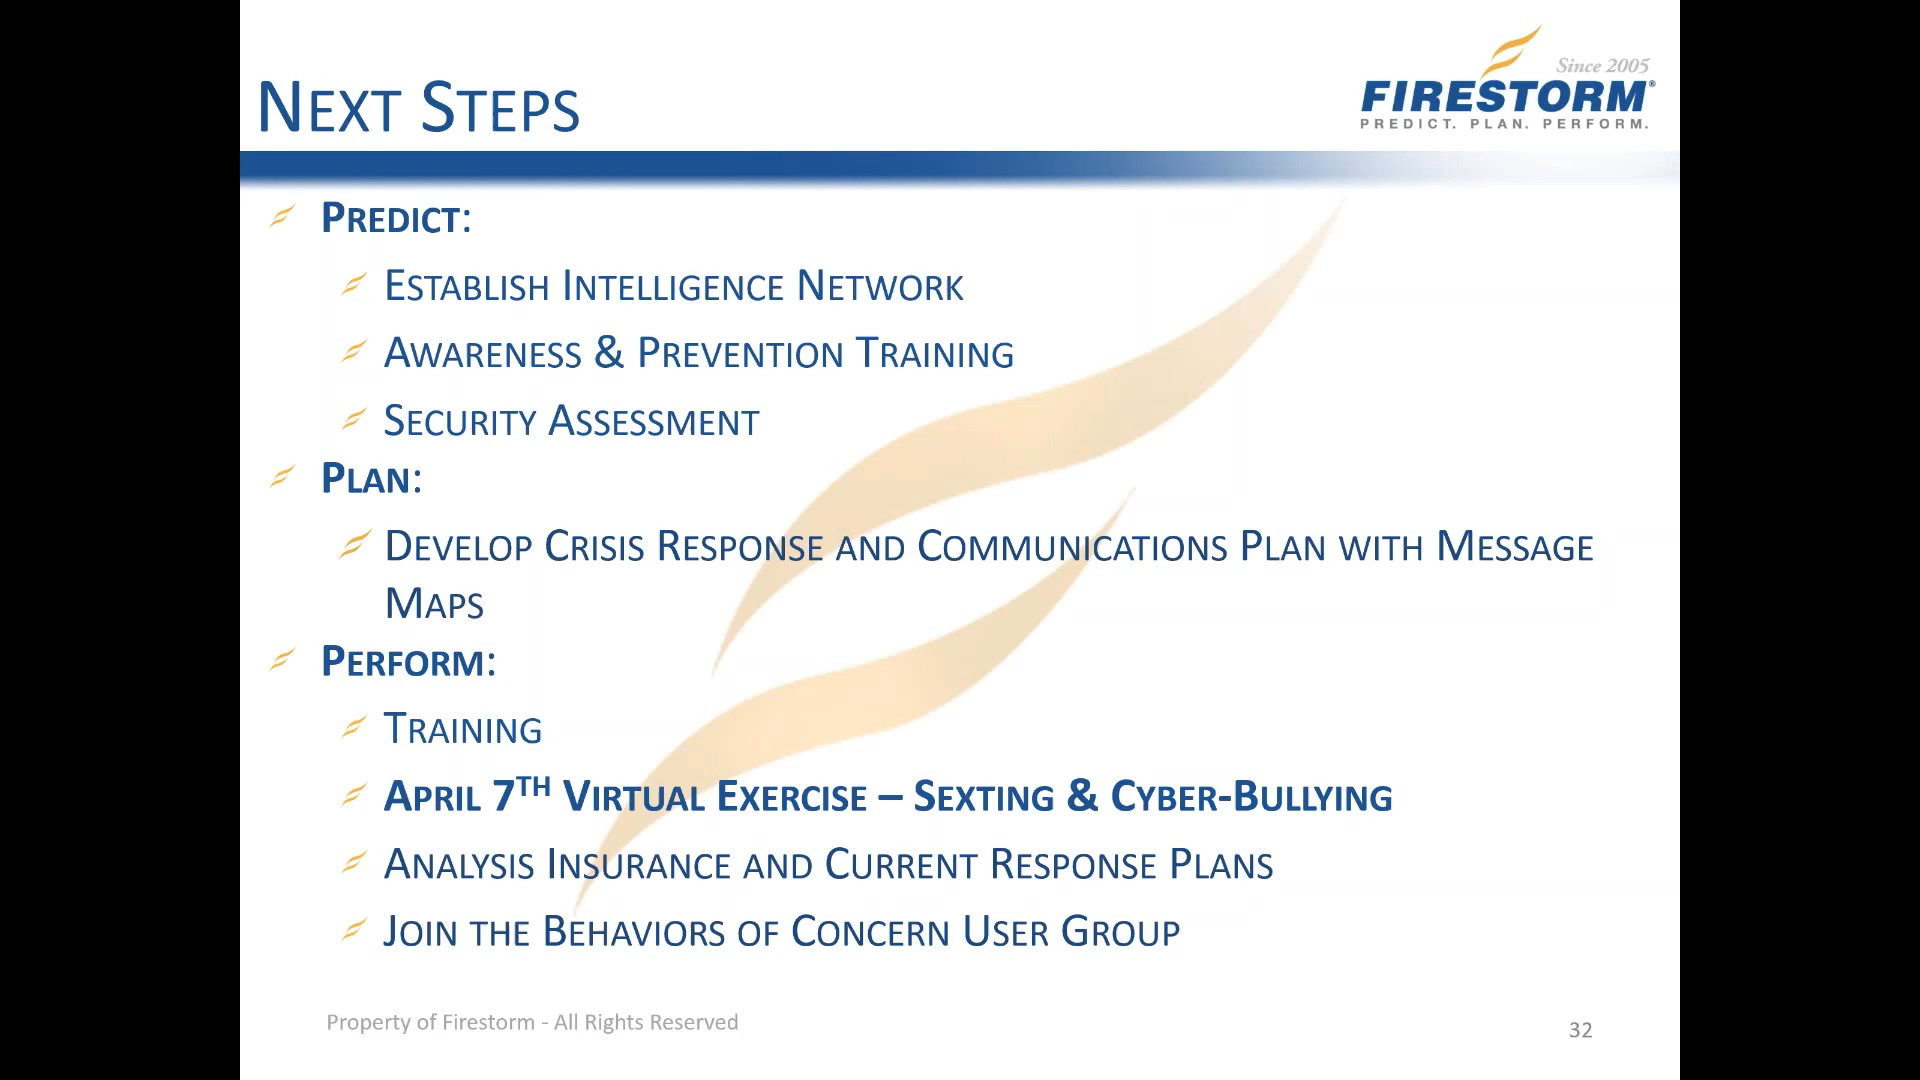 Next Steps
Since 2005
FIRESTORM®
PREDICT. PLAN. PERFORM.
Predict:
Establish Intelligence Network
Awareness & Prevention Training
Security Assessment
Plan:
Develop Crisis Response and Communications Plan with Message
Maps
Perform:
Training
April 7th Virtual Exercise – Sexting & Cyber-Bullying
Analysis Insurance and Current Response Plans
Join the Behaviors of Concern User Group
Property of Firestorm - All Rights Reserved
32